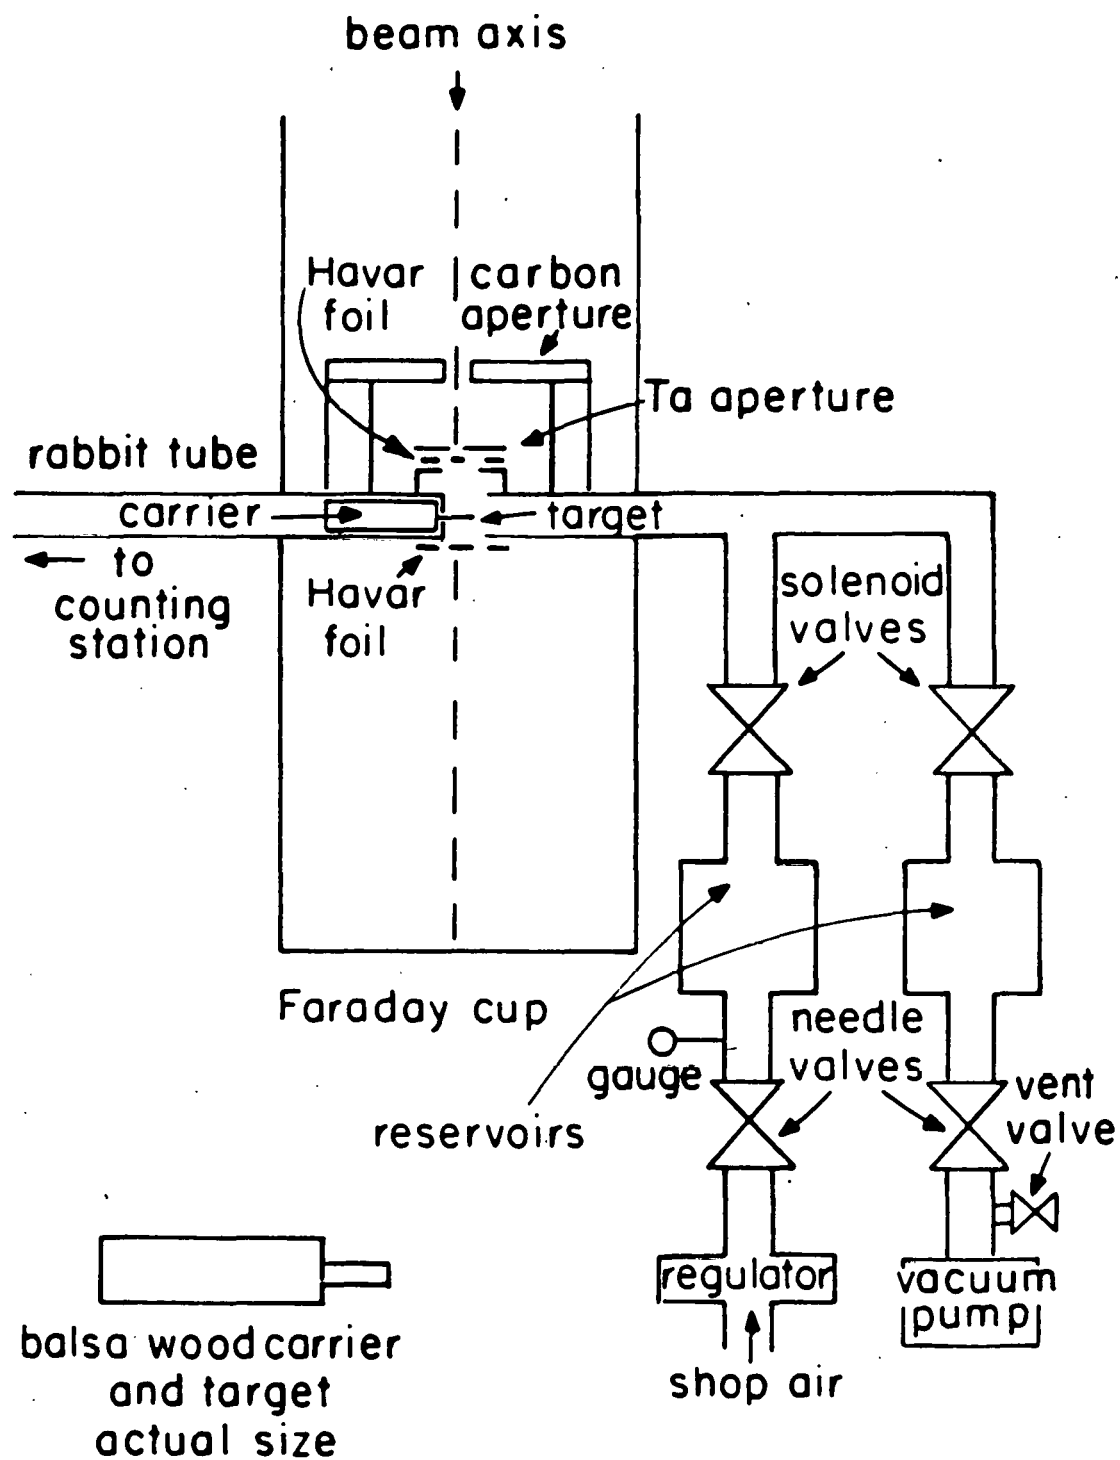 beam axis
Havar
foil
carbon
aperture
Ta aperture
rabbit tube
carrier
target
to
counting
station
Havar
foil
solenoid
valves
Faraday cup
gauge
needle
valves
vent
valve
reservoirs
regulator
vacuum
pump
shop air
balsa wood carrier
and target
actual size